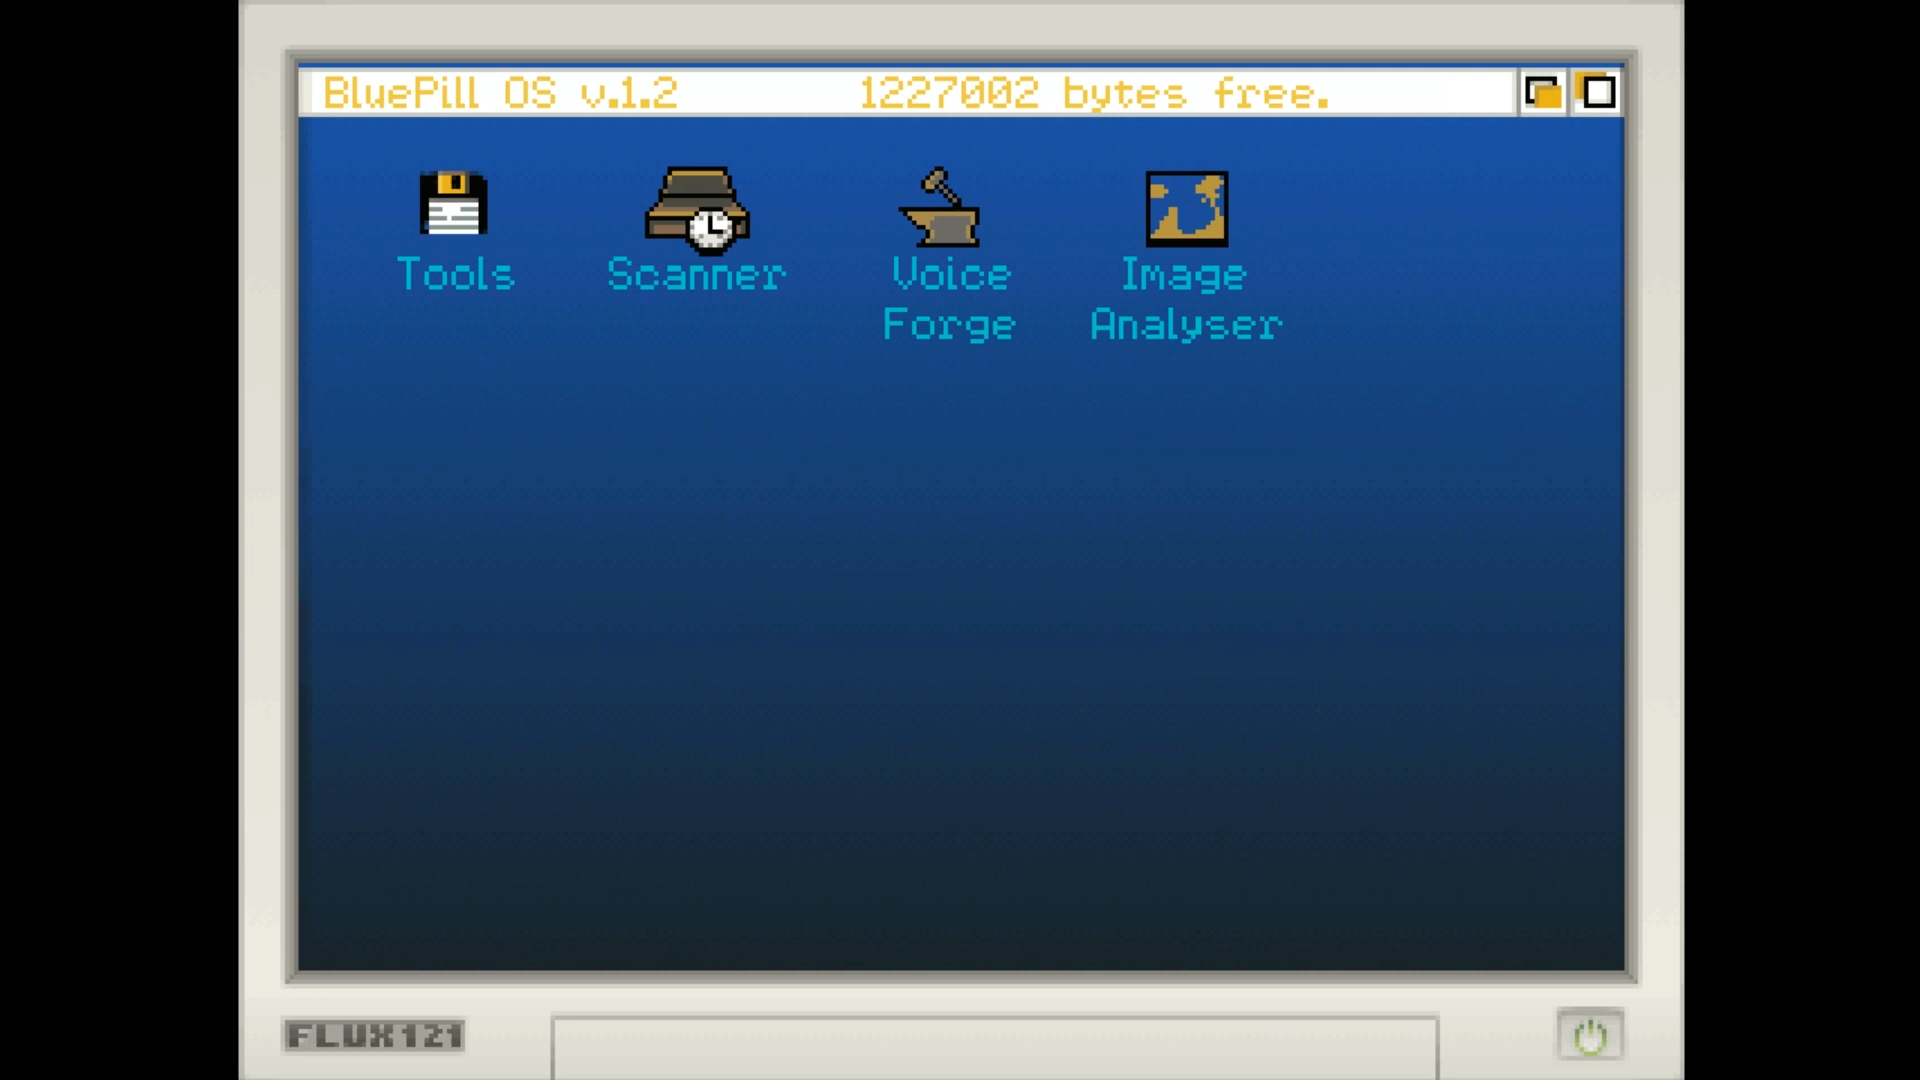 BluePill OS v.1.2 1227002 bytes free.
Tools Scanner Voice Forge Image Analyser
FLUX121